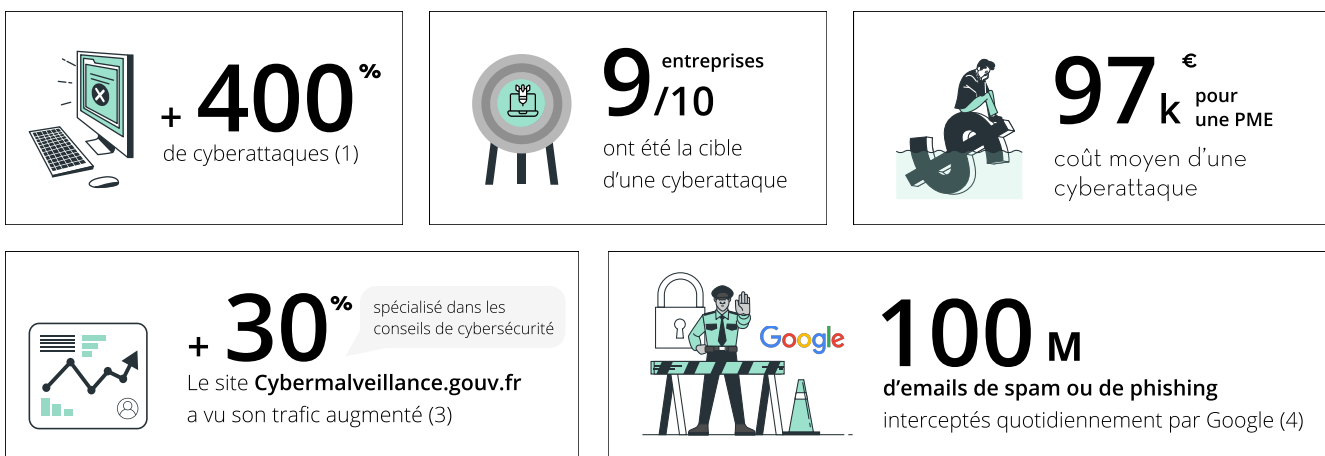 + 400 %
de cyberattaques (1)
9 entreprises
/10
ont été la cible
d’une cyberattaque
97 k €
pour
une PME
coût moyen d’une
cyberattaque
+ 30 %
spécialisé dans les
conseils de cybersécurité
Le site Cybermalveillance.gouv.fr
a vu son trafic augmenté (3)
Google
100 M
d’emails de spam ou de phishing
interceptés quotidiennement par Google (4)